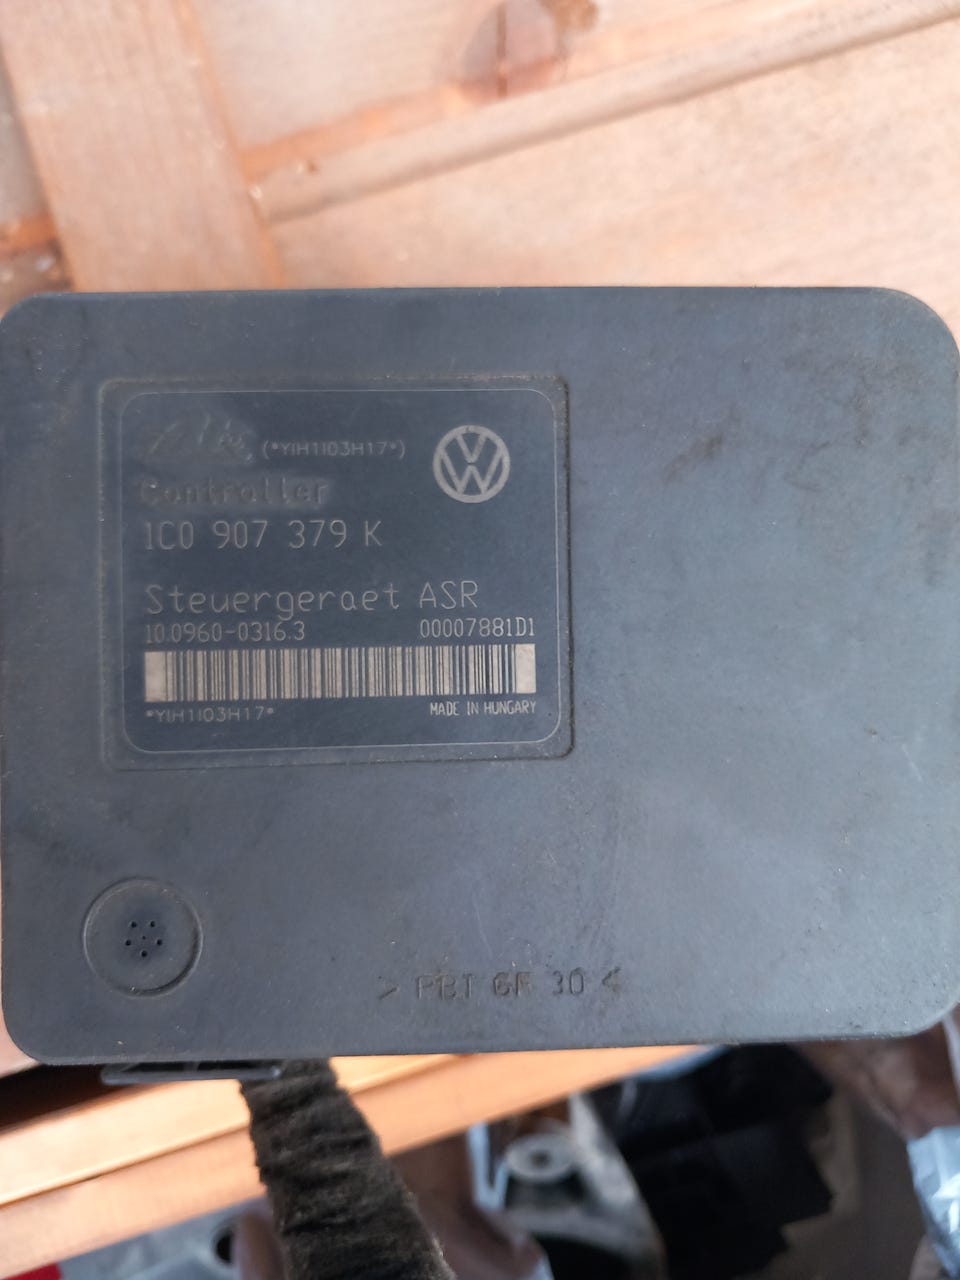 (*YIH1I03H17*)
Controller
1C0 907 379 K
Steuergeraet ASR
10.0960-0316.3 00007881D1
*YIH1I03H17* MADE IN HUNGARY
> PBT GF 30 <